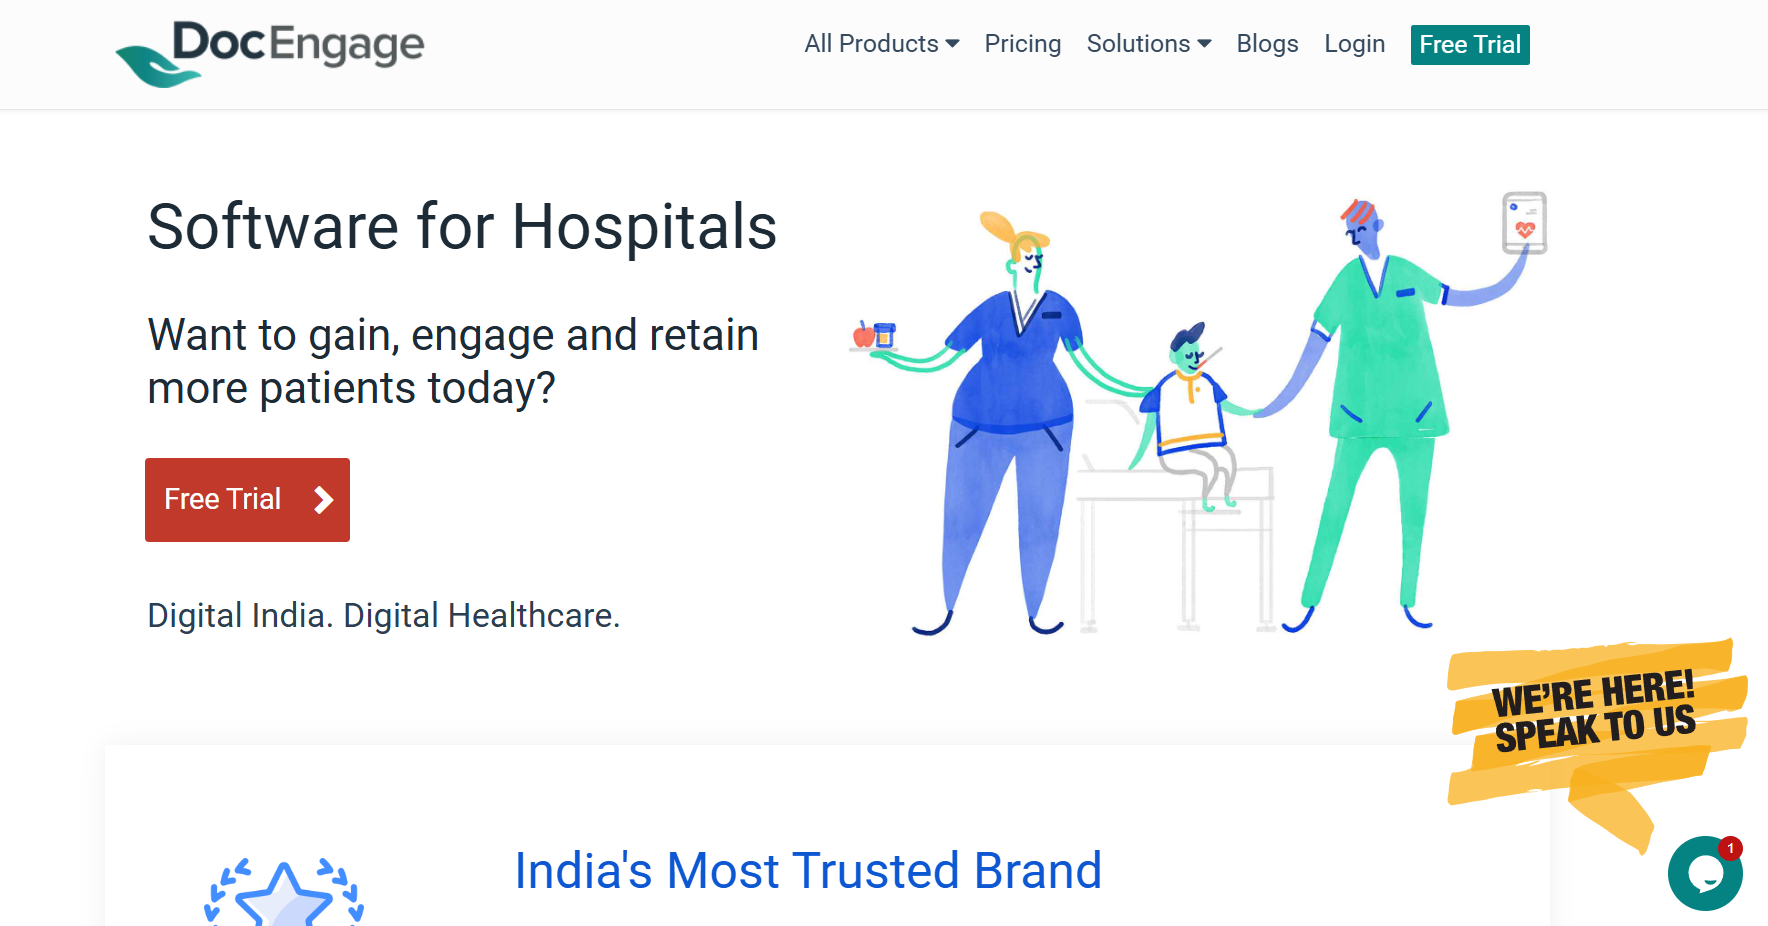 DocEngage
All Products
Pricing
Solutions
Blogs
Login
Free Trial
Software for Hospitals
Want to gain, engage and retain
more patients today?
Free Trial
Digital India. Digital Healthcare.
WE'RE HERE!
SPEAK TO US
India's Most Trusted Brand
1